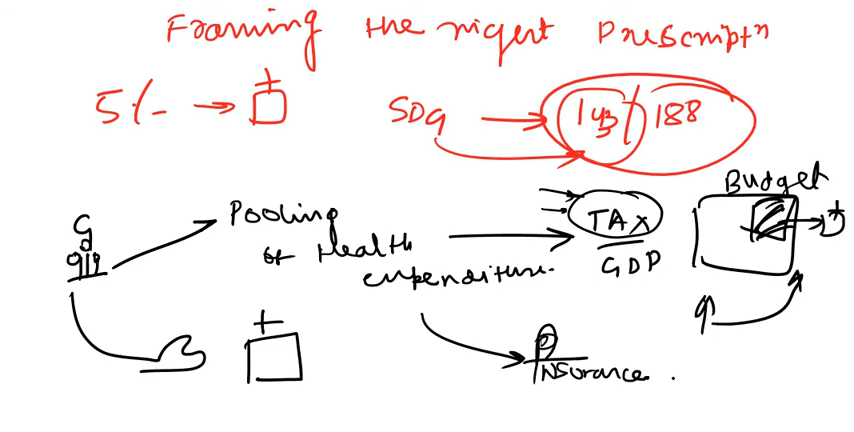 Framing the right Prescriptn
5 %. →
SDG → 143 / 188
Budget
Pooling
TAX
of Health
GDP
expenditure.
Insurance.